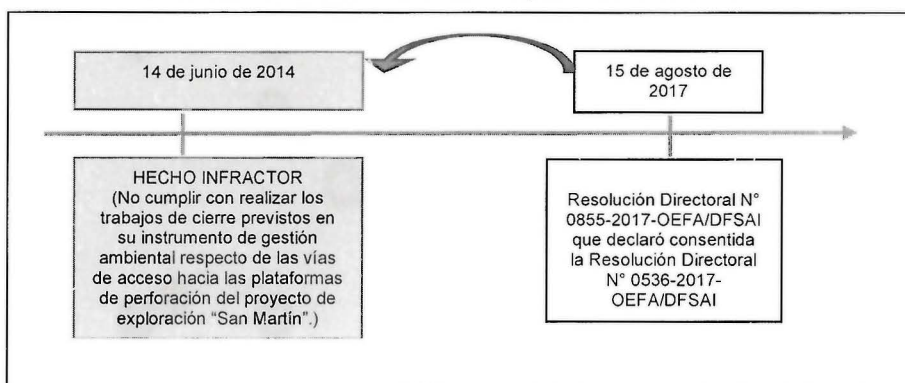 14 de junio de 2014
15 de agosto de
2017
HECHO INFRACTOR
(No cumplir con realizar los
trabajos de cierre previstos en
su instrumento de gestión
ambiental respecto de las vías
de acceso hacia las plataformas
de perforación del proyecto de
exploración "San Martín".)
Resolución Directoral N°
0855-2017-OEFA/DFSAI
que declaró consentida
la Resolución Directoral
N° 0536-2017-
OEFA/DFSAI